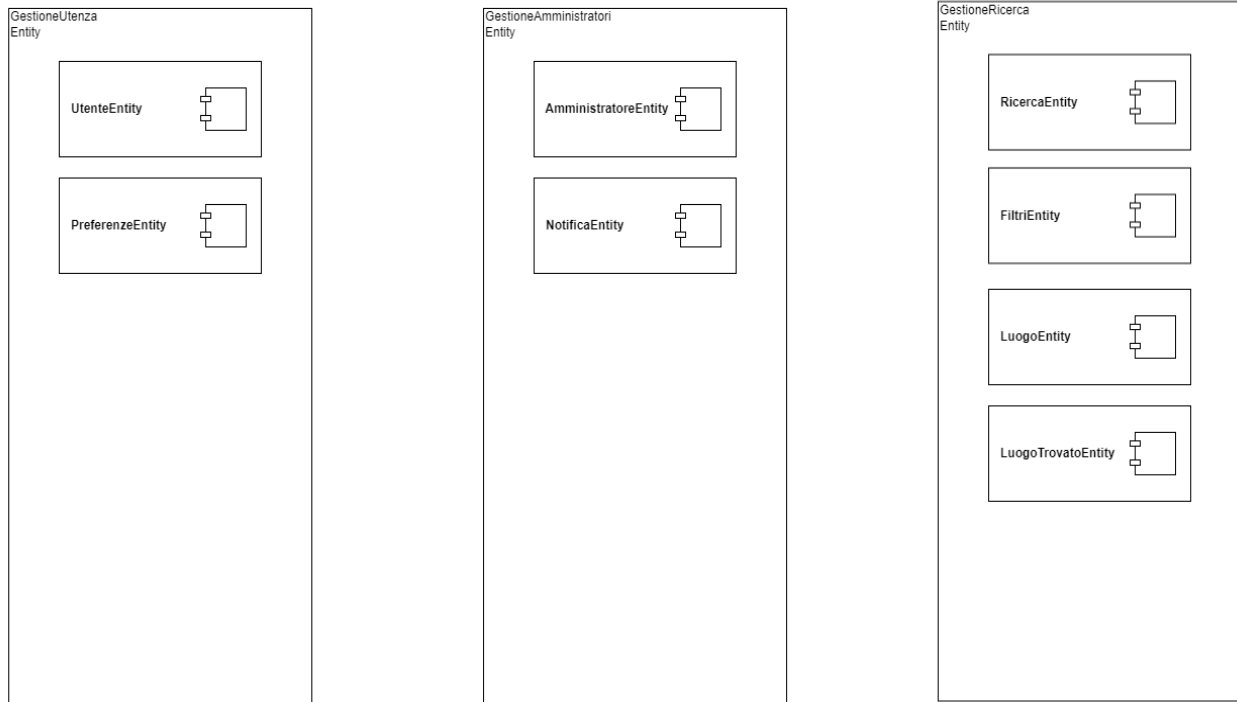 GestioneUtenza
Entity
UtenteEntity
PreferenzeEntity
GestioneAmministratori
Entity
AmministratoreEntity
NotificaEntity
GestioneRicerca
Entity
RicercaEntity
FiltriEntity
LuogoEntity
LuogoTrovatoEntity